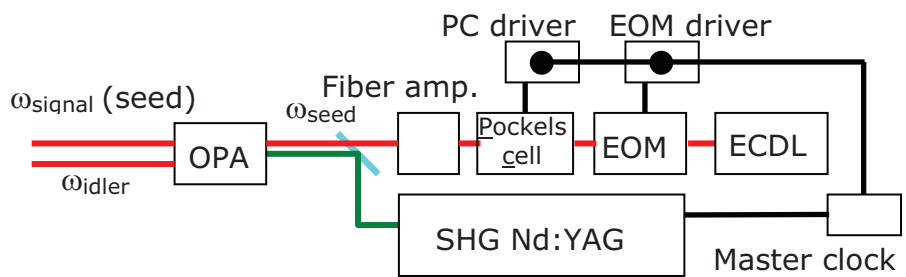 PC driver
EOM driver
Fiber amp.
ωsignal (seed)
ωseed
Pockels
cell
EOM
ECDL
OPA
ωidler
SHG Nd:YAG
Master clock